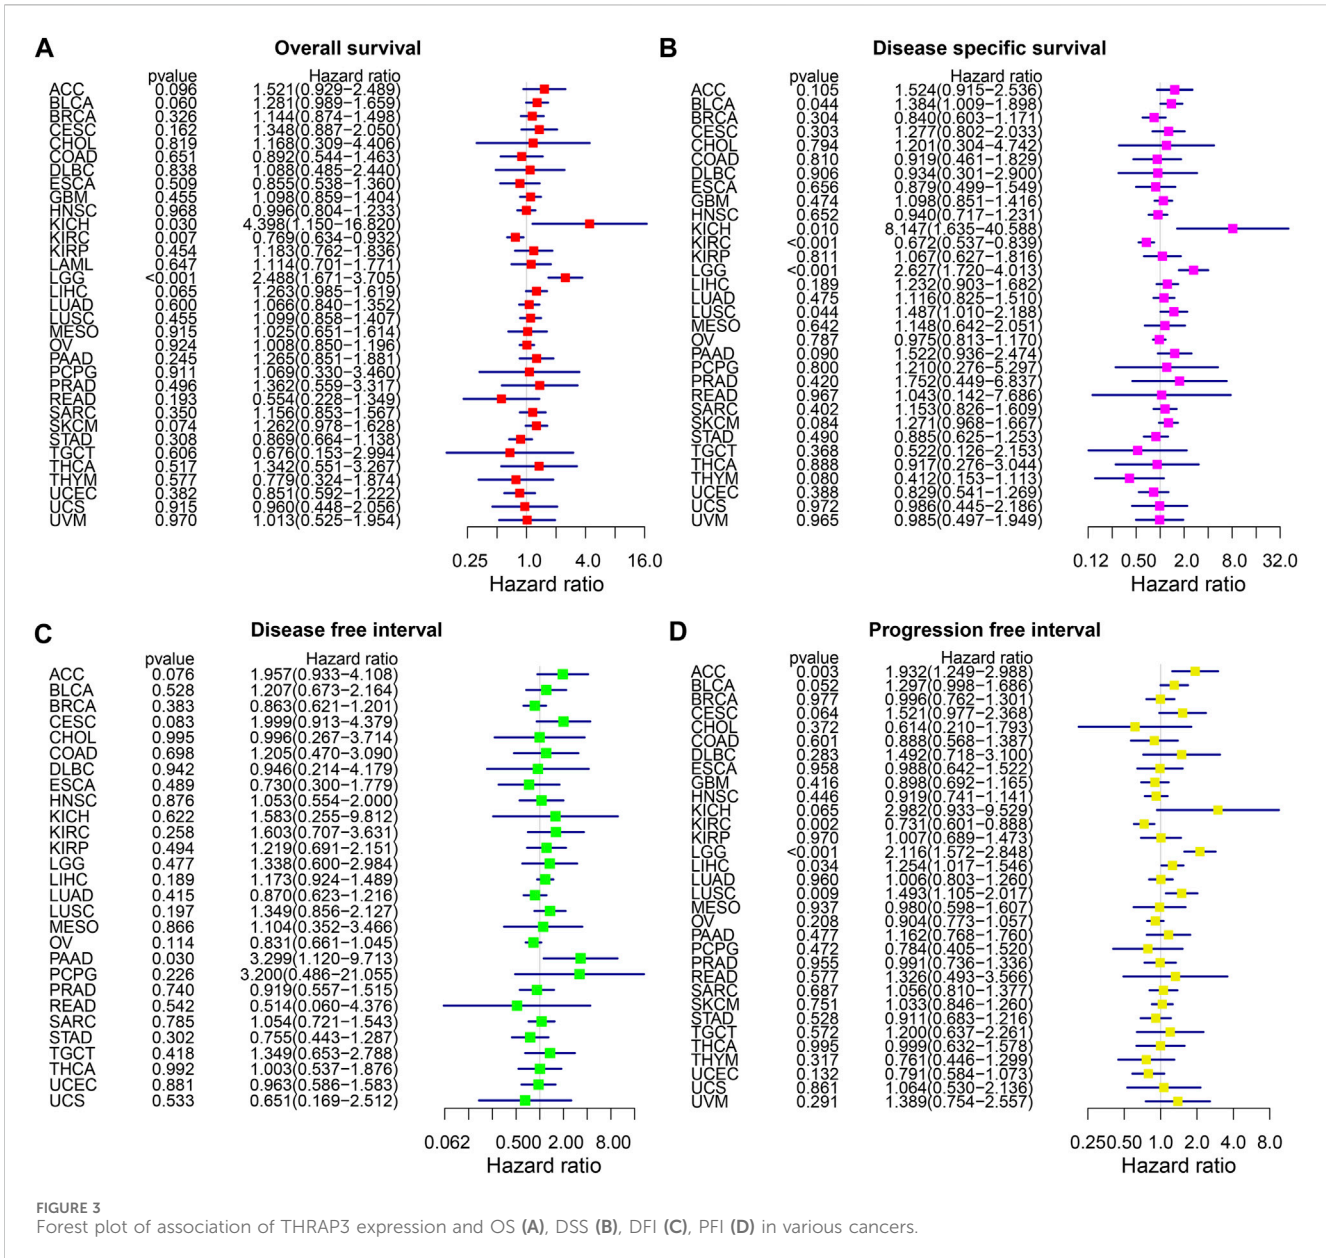 A Overall survival
pvalue Hazard ratio
ACC 0.096 1.521(0.929−2.489)
BLCA 0.060 1.281(0.989−1.659)
BRCA 0.326 1.144(0.874−1.498)
CESC 0.162 1.348(0.887−2.050)
CHOL 0.819 1.168(0.309−4.406)
COAD 0.651 0.892(0.544−1.463)
DLBC 0.838 1.088(0.485−2.440)
ESCA 0.509 0.855(0.538−1.360)
GBM 0.455 1.098(0.859−1.404)
HNSC 0.968 0.996(0.804−1.233)
KICH 0.030 4.398(1.150−16.820)
KIRC 0.007 0.769(0.634−0.932)
KIRP 0.454 1.183(0.762−1.836)
LAML 0.647 1.114(0.701−1.771)
LGG <0.001 2.488(1.671−3.705)
LIHC 0.065 1.263(0.985−1.619)
LUAD 0.600 1.066(0.840−1.352)
LUSC 0.455 1.099(0.858−1.407)
MESO 0.915 1.025(0.651−1.614)
OV 0.924 1.008(0.850−1.196)
PAAD 0.245 1.265(0.851−1.881)
PCPG 0.911 1.069(0.330−3.460)
PRAD 0.496 1.362(0.559−3.317)
READ 0.193 0.554(0.228−1.349)
SARC 0.350 1.156(0.853−1.567)
SKCM 0.074 1.262(0.978−1.628)
STAD 0.308 0.869(0.664−1.138)
TGCT 0.606 0.676(0.153−2.994)
THCA 0.517 1.342(0.551−3.267)
THYM 0.577 0.779(0.324−1.874)
UCEC 0.382 0.851(0.592−1.222)
UCS 0.915 0.960(0.448−2.056)
UVM 0.970 1.013(0.525−1.954)
0.25 1.0 4.0 16.0
Hazard ratio
B Disease specific survival
pvalue Hazard ratio
ACC 0.105 1.524(0.915−2.536)
BLCA 0.044 1.384(1.009−1.898)
BRCA 0.304 0.840(0.603−1.171)
CESC 0.303 1.277(0.802−2.033)
CHOL 0.794 1.201(0.304−4.742)
COAD 0.810 0.919(0.461−1.829)
DLBC 0.906 0.934(0.301−2.900)
ESCA 0.656 0.879(0.499−1.549)
GBM 0.474 1.098(0.851−1.416)
HNSC 0.652 0.940(0.717−1.231)
KICH 0.010 8.147(1.635−40.588)
KIRC <0.001 0.672(0.537−0.839)
KIRP 0.811 1.067(0.627−1.816)
LGG <0.001 2.627(1.720−4.013)
LIHC 0.189 1.232(0.903−1.682)
LUAD 0.475 1.116(0.825−1.510)
LUSC 0.044 1.487(1.010−2.188)
MESO 0.642 1.148(0.642−2.051)
OV 0.787 0.975(0.813−1.170)
PAAD 0.090 1.522(0.936−2.474)
PCPG 0.800 1.210(0.276−5.297)
PRAD 0.420 1.752(0.449−6.837)
READ 0.967 1.043(0.142−7.686)
SARC 0.402 1.153(0.826−1.609)
SKCM 0.084 1.271(0.968−1.667)
STAD 0.490 0.885(0.625−1.253)
TGCT 0.368 0.522(0.126−2.153)
THCA 0.888 0.917(0.276−3.044)
THYM 0.080 0.412(0.153−1.113)
UCEC 0.388 0.829(0.541−1.269)
UCS 0.972 0.986(0.445−2.186)
UVM 0.965 0.985(0.497−1.949)
0.12 0.50 2.0 8.0 32.0
Hazard ratio
C Disease free interval
pvalue Hazard ratio
ACC 0.076 1.957(0.933−4.108)
BLCA 0.528 1.207(0.673−2.164)
BRCA 0.383 0.863(0.621−1.201)
CESC 0.083 1.999(0.913−4.379)
CHOL 0.995 0.996(0.267−3.714)
COAD 0.698 1.205(0.470−3.090)
DLBC 0.942 0.946(0.214−4.179)
ESCA 0.489 0.730(0.300−1.779)
HNSC 0.876 1.053(0.554−2.000)
KICH 0.622 1.583(0.255−9.812)
KIRC 0.258 1.603(0.707−3.631)
KIRP 0.494 1.219(0.691−2.151)
LGG 0.477 1.338(0.600−2.984)
LIHC 0.189 1.173(0.924−1.489)
LUAD 0.415 0.870(0.623−1.216)
LUSC 0.197 1.349(0.856−2.127)
MESO 0.866 1.104(0.352−3.466)
OV 0.114 0.831(0.661−1.045)
PAAD 0.030 3.299(1.120−9.713)
PCPG 0.226 3.200(0.486−21.055)
PRAD 0.740 0.919(0.557−1.515)
READ 0.542 0.514(0.060−4.376)
SARC 0.785 1.054(0.721−1.543)
STAD 0.302 0.755(0.443−1.287)
TGCT 0.418 1.349(0.653−2.788)
THCA 0.992 1.003(0.537−1.876)
UCEC 0.881 0.963(0.586−1.583)
UCS 0.533 0.651(0.169−2.512)
0.062 0.500 2.00 8.00
Hazard ratio
D Progression free interval
pvalue Hazard ratio
ACC 0.003 1.932(1.249−2.988)
BLCA 0.052 1.297(0.998−1.686)
BRCA 0.977 0.996(0.762−1.301)
CESC 0.064 1.521(0.977−2.368)
CHOL 0.372 0.614(0.210−1.793)
COAD 0.601 0.888(0.568−1.387)
DLBC 0.283 1.492(0.718−3.100)
ESCA 0.958 0.988(0.642−1.522)
GBM 0.416 0.898(0.692−1.165)
HNSC 0.446 0.919(0.741−1.141)
KICH 0.065 2.982(0.933−9.529)
KIRC 0.002 0.731(0.601−0.888)
KIRP 0.970 1.007(0.689−1.473)
LGG <0.001 2.116(1.572−2.848)
LIHC 0.034 1.254(1.017−1.546)
LUAD 0.960 1.006(0.803−1.260)
LUSC 0.009 1.493(1.105−2.017)
MESO 0.937 0.980(0.598−1.607)
OV 0.208 0.904(0.773−1.057)
PAAD 0.477 1.162(0.768−1.760)
PCPG 0.472 0.784(0.405−1.520)
PRAD 0.955 0.991(0.736−1.336)
READ 0.577 1.326(0.493−3.566)
SARC 0.687 1.056(0.810−1.377)
SKCM 0.751 1.033(0.846−1.260)
STAD 0.528 0.911(0.683−1.216)
TGCT 0.572 1.200(0.637−2.261)
THCA 0.995 0.999(0.632−1.578)
THYM 0.317 0.761(0.446−1.299)
UCEC 0.132 0.791(0.584−1.073)
UCS 0.861 1.064(0.530−2.136)
UVM 0.291 1.389(0.754−2.557)
0.25 0.50 1.0 2.0 4.0 8.0
Hazard ratio
FIGURE 3
Forest plot of association of THRAP3 expression and OS (A), DSS (B), DFI (C), PFI (D) in various cancers.